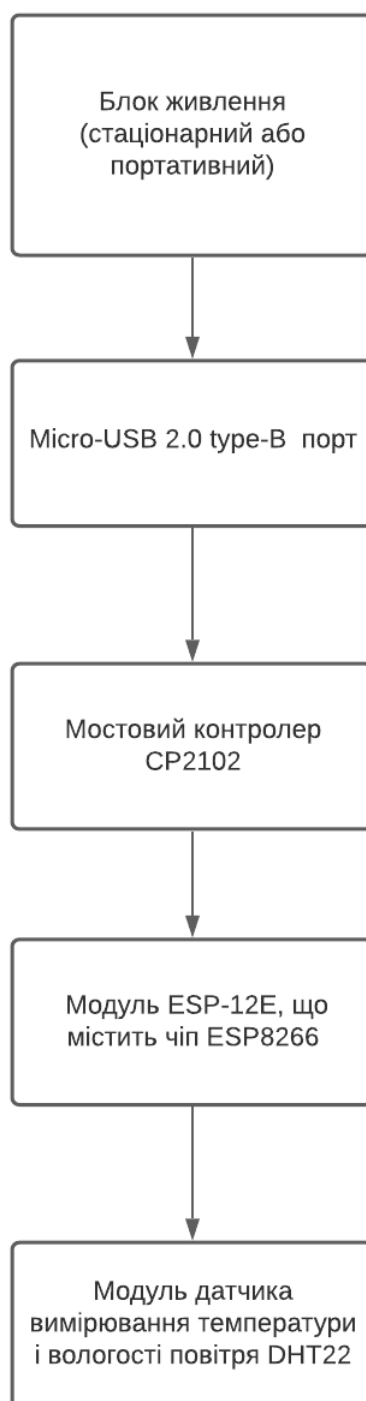 Блок живлення
(стаціонарний або
портативний)
Micro-USB 2.0 type-B порт
Мостовий контролер
CP2102
Модуль ESP-12E, що
містить чіп ESP8266
Модуль датчика
вимірювання температури
і вологості повітря DHT22